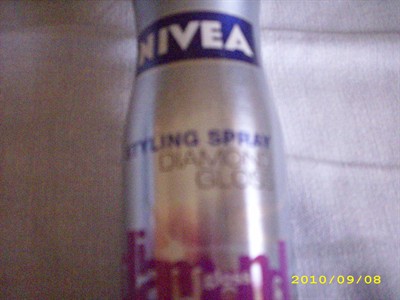 NIVEA
STYLING SPRAY
DIAMOND
GLOSS
2010/09/08